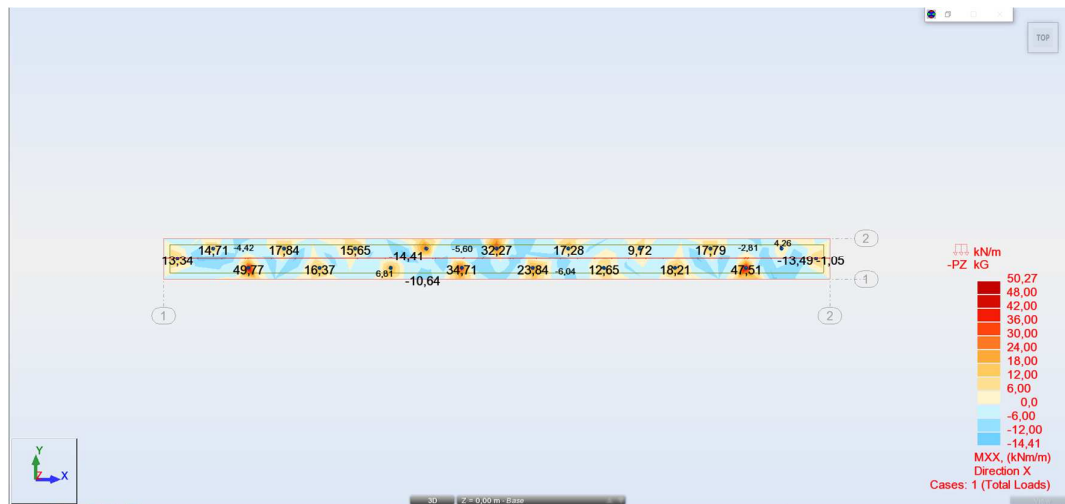 TOP
2
14,71 -4,42 17,84 15,65 -5,60 32,27 17,28 9,72 17,79 -2,81 4,26
13,34 -14,41 -13,49 -1,05
49,77 16,37 6,81 34,71 23,84 -6,04 12,65 18,21 47,51
-10,64
1
1 2
kN/m
-PZ kG
50,27
48,00
42,00
36,00
30,00
24,00
18,00
12,00
6,00
0,0
-6,00
-12,00
-14,41
MXX, (kNm/m)
Direction X
Cases: 1 (Total Loads)
Y
Z X
3D Z = 0,00 m - Base